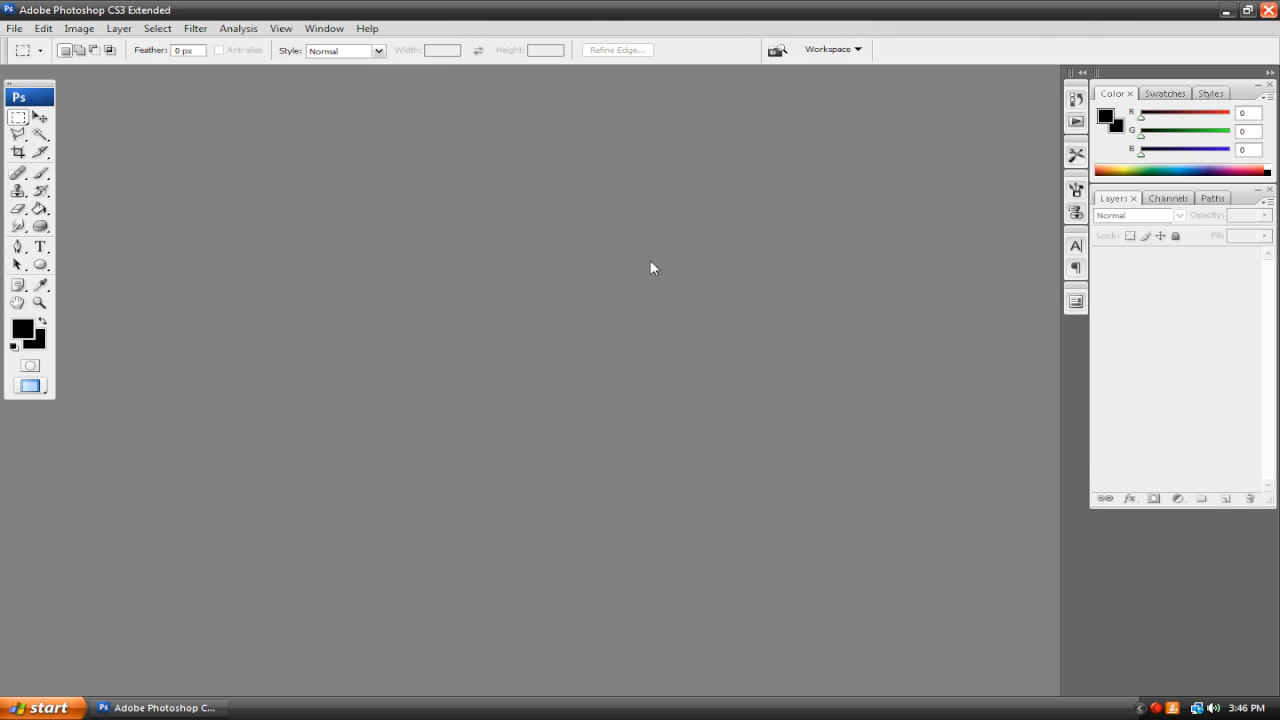 Ps Adobe Photoshop CS3 Extended
File Edit Image Layer Select Filter Analysis View Window Help
Feather: 0 px Anti-alias Style: Normal Width: Height: Refine Edge... Workspace
Ps
Color Swatches Styles
R 0
G 0
B 0
Layers Channels Paths
Normal Opacity:
Lock: Fill:
start Ps Adobe Photoshop C... 3:46 PM